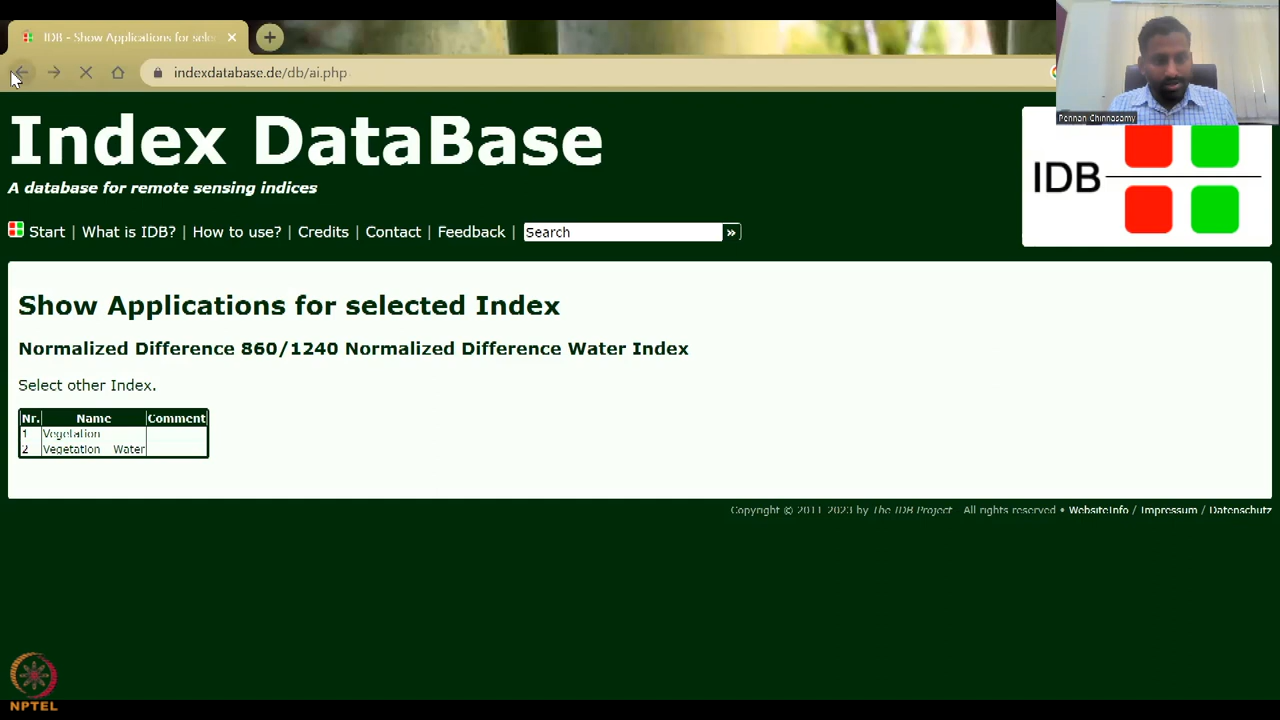 IDB - Show Applications for sele
indexdatabase.de/db/ai.php
Pennan Chinnasamy
Index DataBase
A database for remote sensing indices
IDB
Start | What is IDB? | How to use? | Credits | Contact | Feedback | Search »
Show Applications for selected Index
Normalized Difference 860/1240 Normalized Difference Water Index
Select other Index.
Nr. Name Comment
1 Vegetation
2 Vegetation Water
Copyright © 2011 2023 by The IDB Project All rights reserved • WebsiteInfo / Impressum / Datenschutz
NPTEL